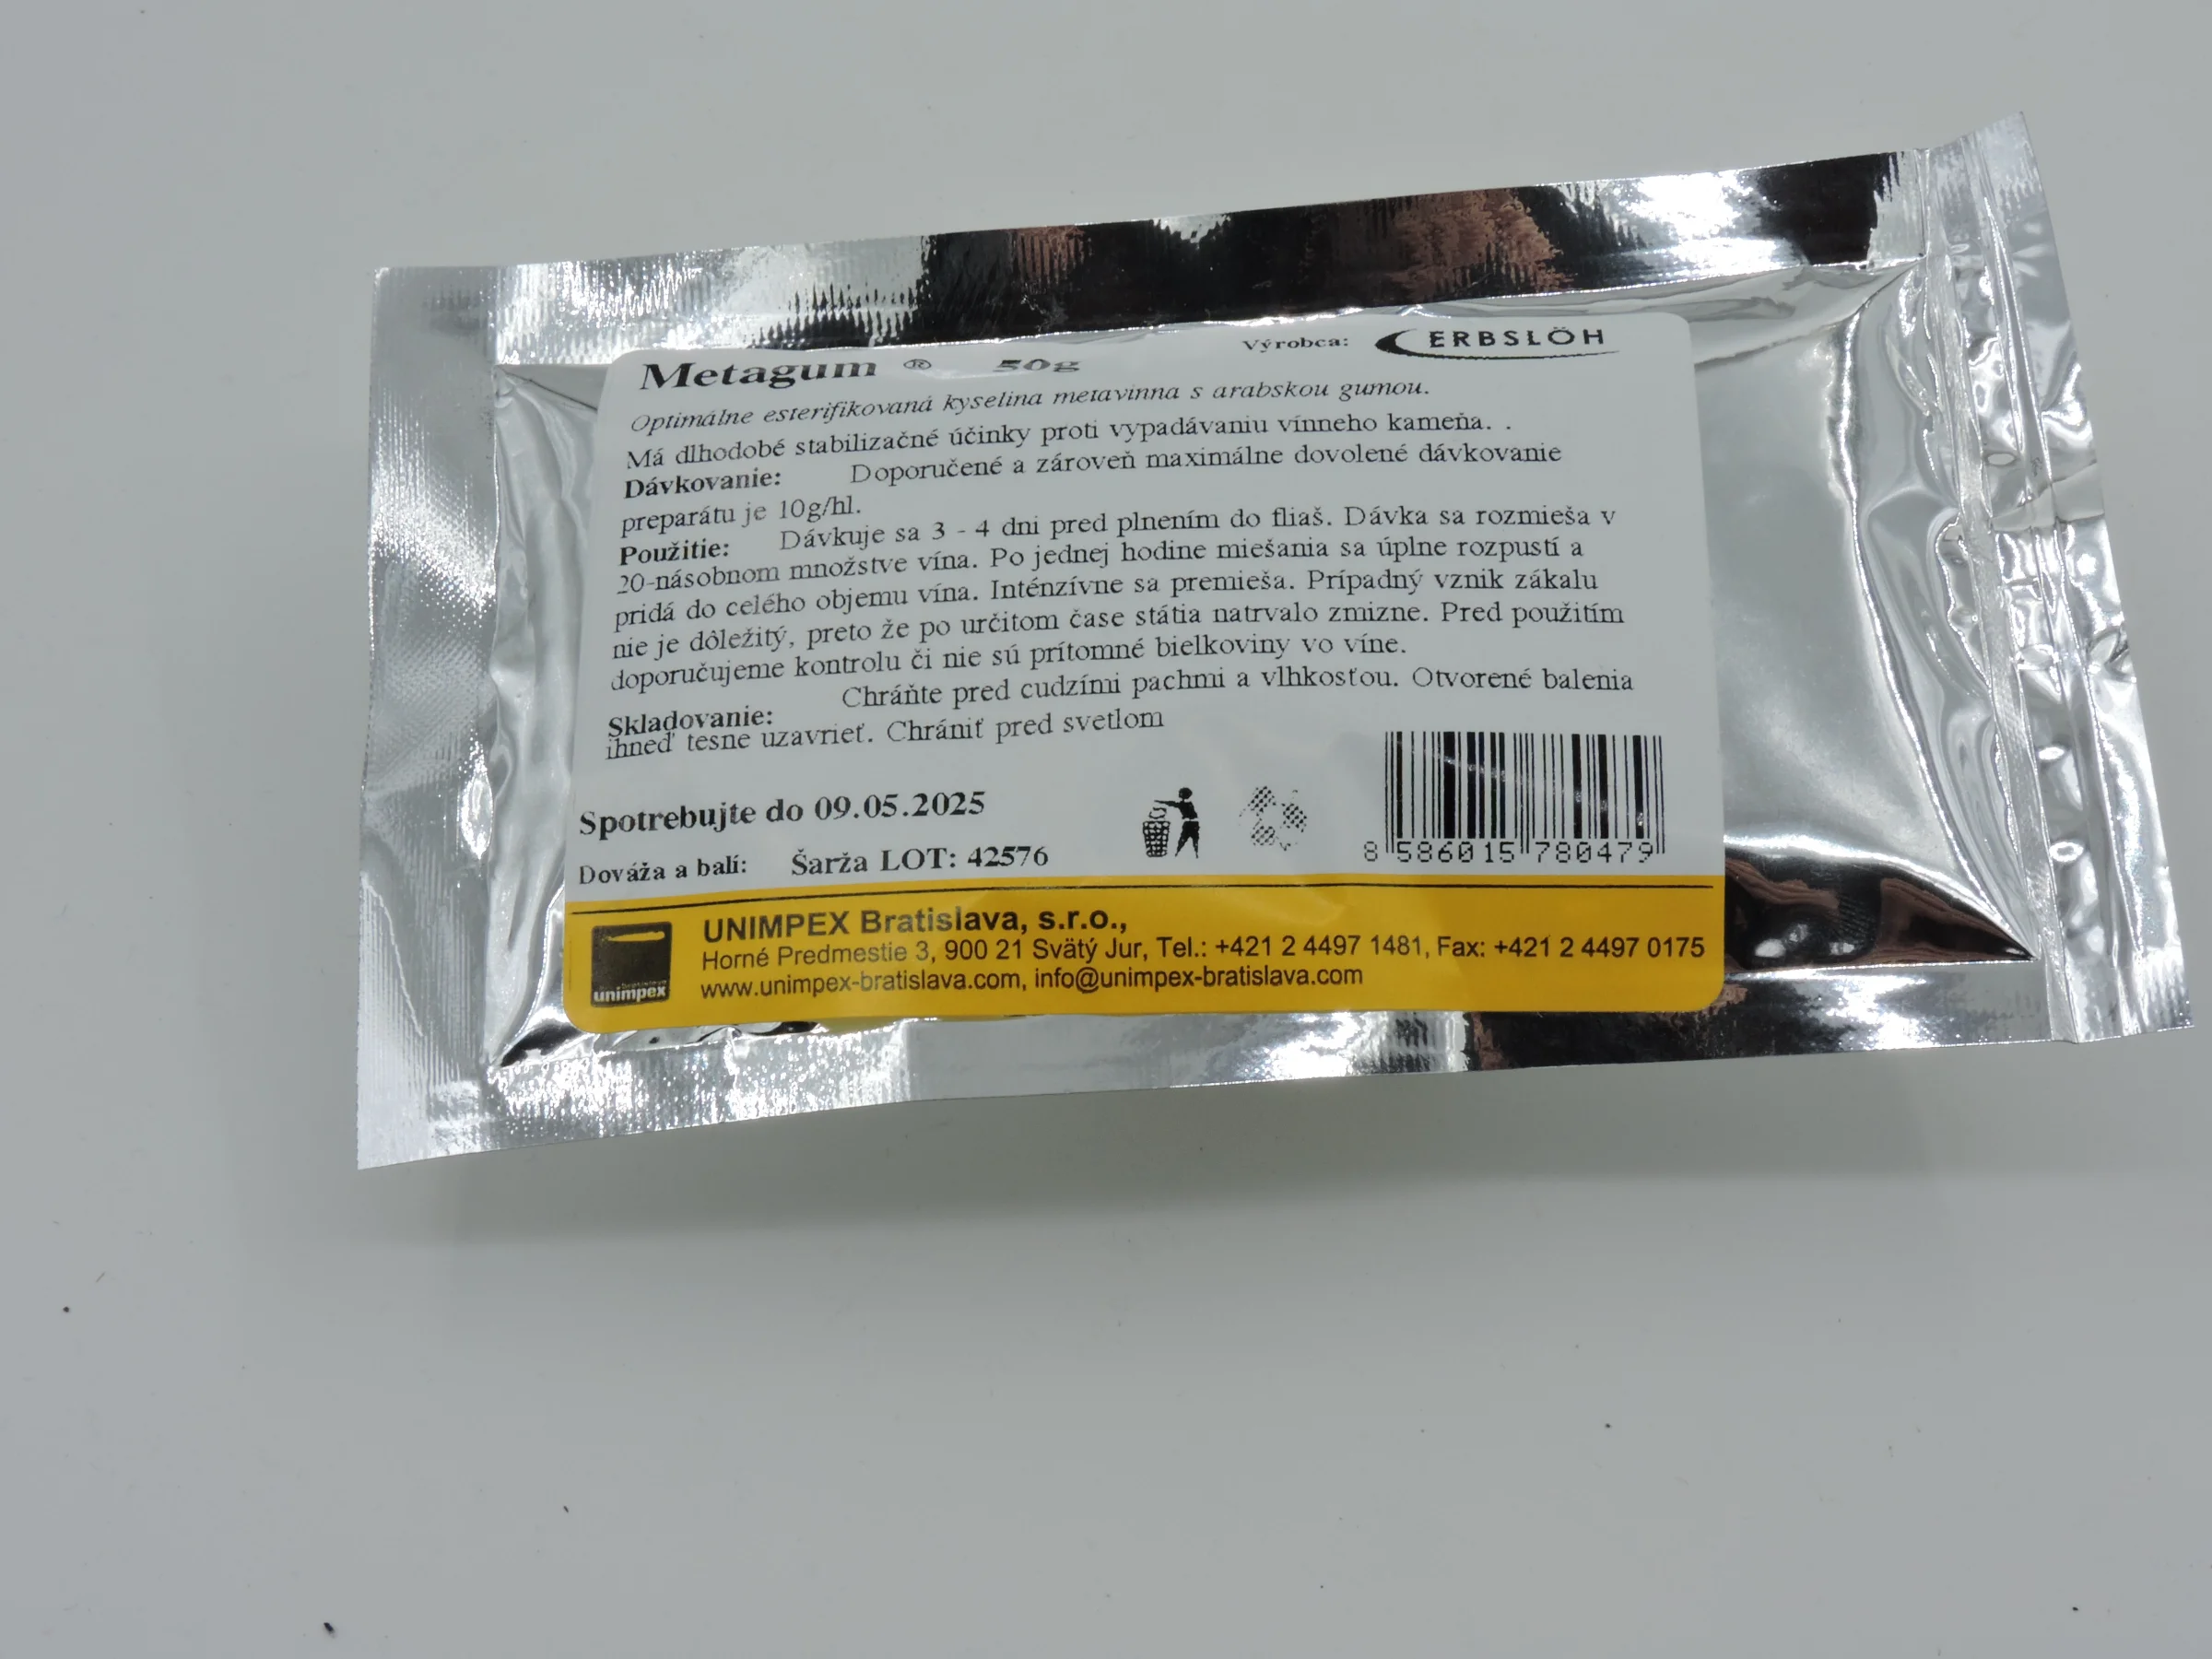 Metagum ® 50g Výrobca: ERBSLÖH
Optimálne esterifikovaná kyselina metavinna s arabskou gumou.
Má dlhodobé stabilizačné účinky proti vypadávaniu vínneho kameňa. .
Dávkovanie: Doporučené a zároveň maximálne dovolené dávkovanie
preparátu je 10g/hl.
Použitie: Dávkuje sa 3 - 4 dni pred plnením do fliaš. Dávka sa rozmieša v
20-násobnom množstve vína. Po jednej hodine miešania sa úplne rozpustí a
pridá do celého objemu vína. Inténzívne sa premieša. Prípadný vznik zákalu
nie je dôležitý, preto že po určitom čase státia natrvalo zmizne. Pred použitím
doporučujeme kontrolu či nie sú prítomné bielkoviny vo víne.
Skladovanie: Chráňte pred cudzími pachmi a vlhkosťou. Otvorené balenia
ihneď tesne uzavrieť. Chrániť pred svetlom
Spotrebujte do 09.05.2025
Dováža a balí: Šarža LOT: 42576
8 586015 780479
UNIMPEX Bratislava, s.r.o.,
Horné Predmestie 3, 900 21 Svätý Jur, Tel.: +421 2 4497 1481, Fax: +421 2 4497 0175
www.unimpex-bratislava.com, info@unimpex-bratislava.com
unimpex